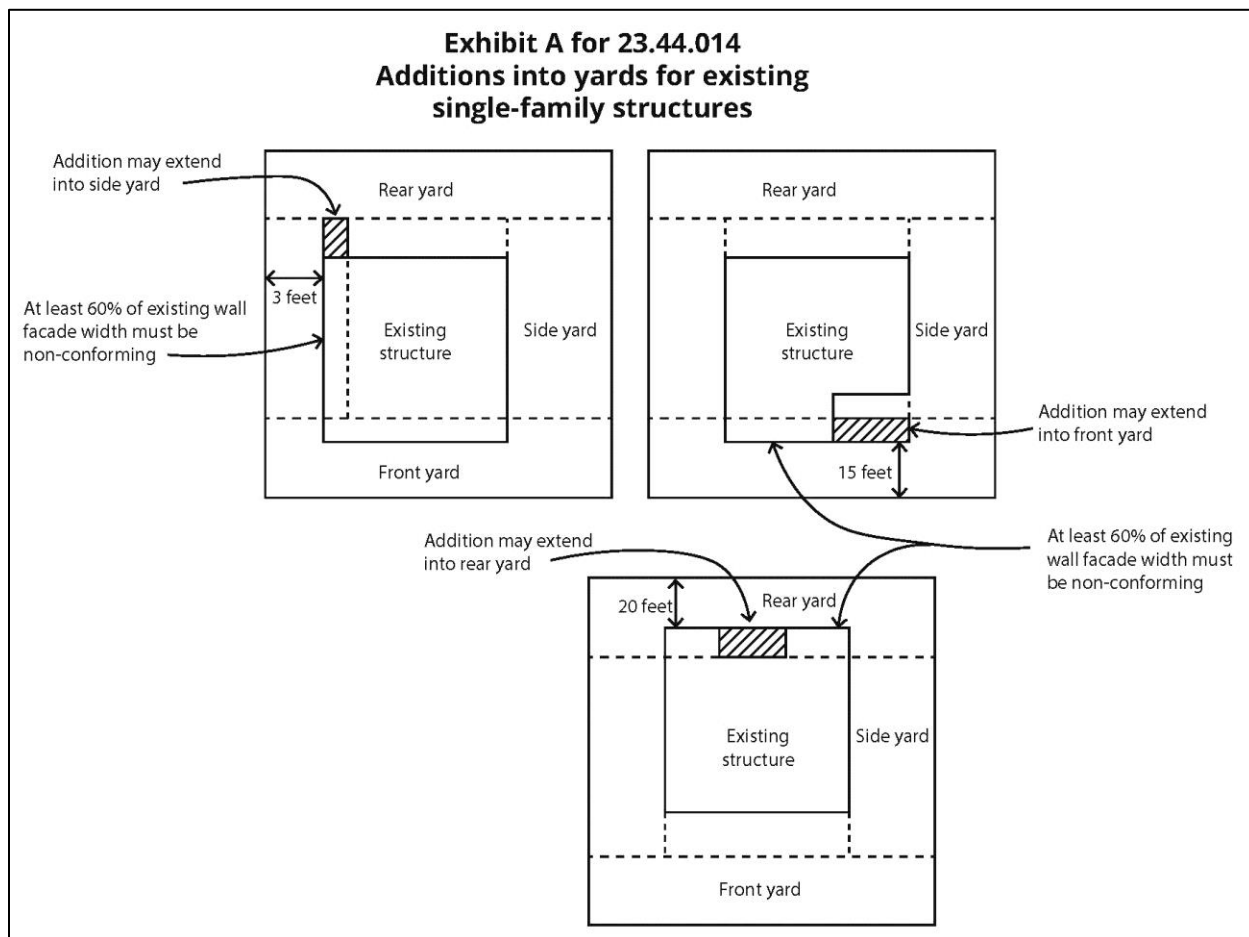 Exhibit A for 23.44.014
Additions into yards for existing
single-family structures
Addition may extend
into side yard
Rear yard
3 feet
At least 60% of existing wall
facade width must be
non-conforming
Existing
structure
Side yard
Front yard
Rear yard
Existing
structure
Side yard
Addition may extend
into front yard
15 feet
At least 60% of existing
wall facade width must
be non-conforming
Addition may extend
into rear yard
20 feet
Rear yard
Existing
structure
Side yard
Front yard